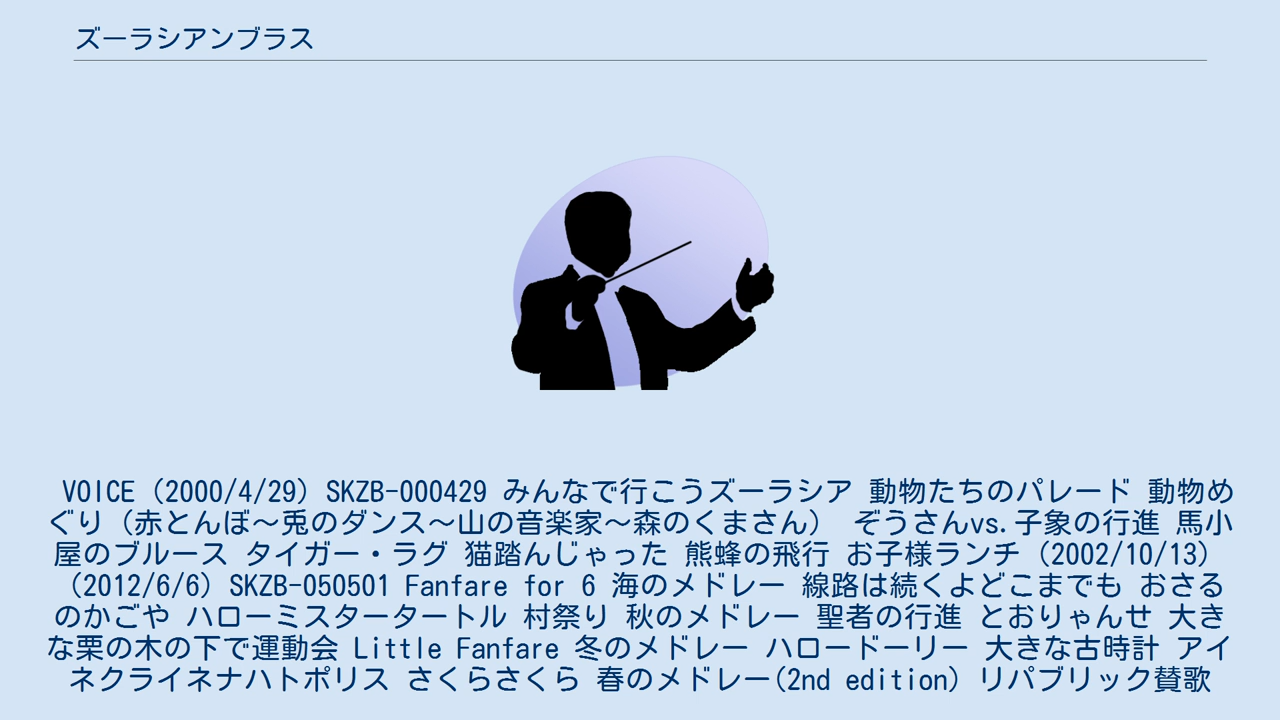 ズーラシアンブラス
VOICE (2000/4/29) SKZB-000429 みんなで行こうズーラシア 動物たちのパレード 動物め
ぐり (赤とんぼ〜兎のダンス〜山の音楽家〜森のくまさん) ぞうさんvs.子象の行進 馬小
屋のブルース タイガー・ラグ 猫踏んじゃった 熊蜂の飛行 お子様ランチ (2002/10/13)
(2012/6/6) SKZB-050501 Fanfare for 6 海のメドレー 線路は続くよどこまでも おさる
のかごや ハローミスタータートル 村祭り 秋のメドレー 聖者の行進 とおりゃんせ 大き
な栗の木の下で運動会 Little Fanfare 冬のメドレー ハロードーリー 大きな古時計 アイ
ネクライネナハトポリス さくらさくら 春のメドレー(2nd edition) リパブリック賛歌